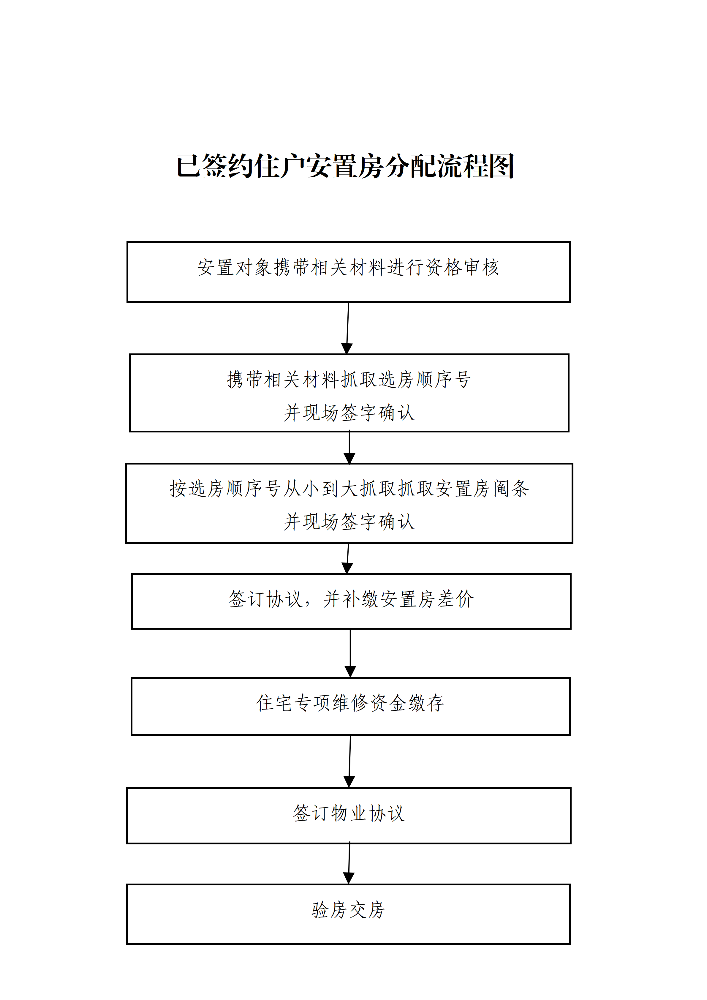 已签约住户安置房分配流程图
安置对象携带相关材料进行资格审核
携带相关材料抓取选房顺序号
并现场签字确认
按选房顺序号从小到大抓取抓取安置房阄条
并现场签字确认
签订协议，并补缴安置房差价
住宅专项维修资金缴存
签订物业协议
验房交房